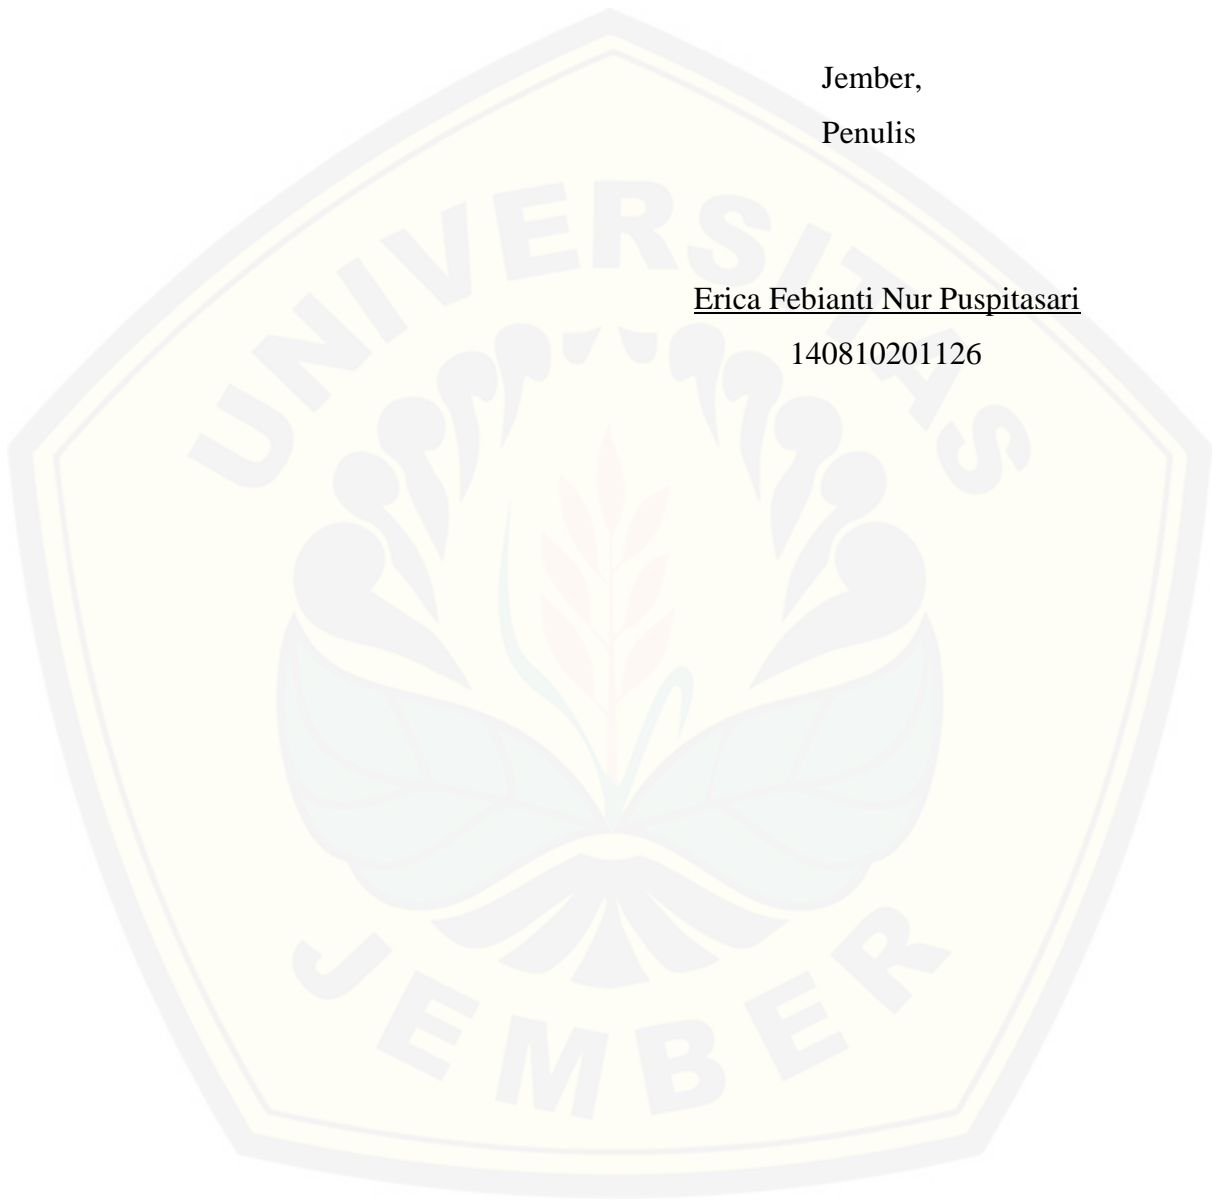 Jember,
Penulis
Erica Febianti Nur Puspitasari
140810201126
UNIVERSITAS
JEMBER